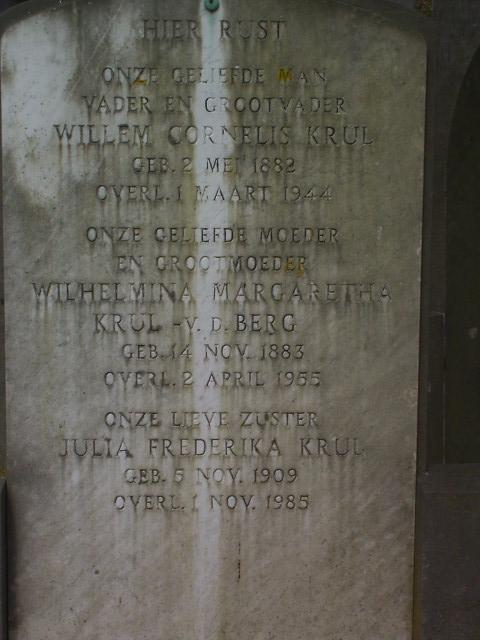 HIER RUST
ONZE GELIEFDE MAN
VADER EN GROOTVADER
WILLEM CORNELIS KRUL
GEB. 2 MEI 1882
OVERL. 1 MAART 1944
ONZE GELIEFDE MOEDER
EN GROOTMOEDER
WILHELMINA MARGARETHA
KRUL - V. D. BERG
GEB. 14 NOV. 1883
OVERL. 2 APRIL 1955
ONZE LIEVE ZUSTER
JULIA FREDERIKA KRUL
GEB. 5 NOV. 1909
OVERL. 1 NOV. 1985